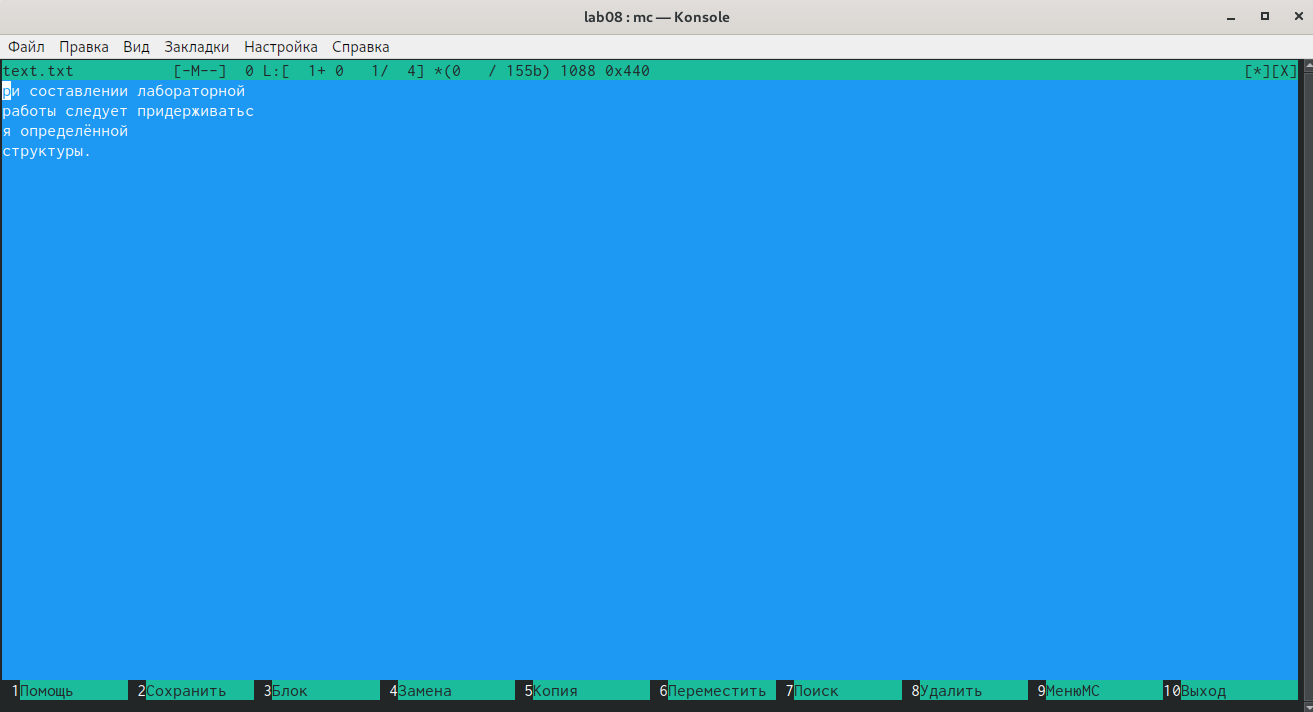 lab08 : mc — Konsole
Файл Правка Вид Закладки Настройка Справка
text.txt [-M--] 0 L:[ 1+ 0 1/ 4] *(0 / 155b) 1088 0x440 [*][X]
ри составлении лабораторной
работы следует придерживатьс
я определённой
структуры.
1Помощь 2Сохранить 3Блок 4Замена 5Копия 6Переместить 7Поиск 8Удалить 9МенюМС 10Выход